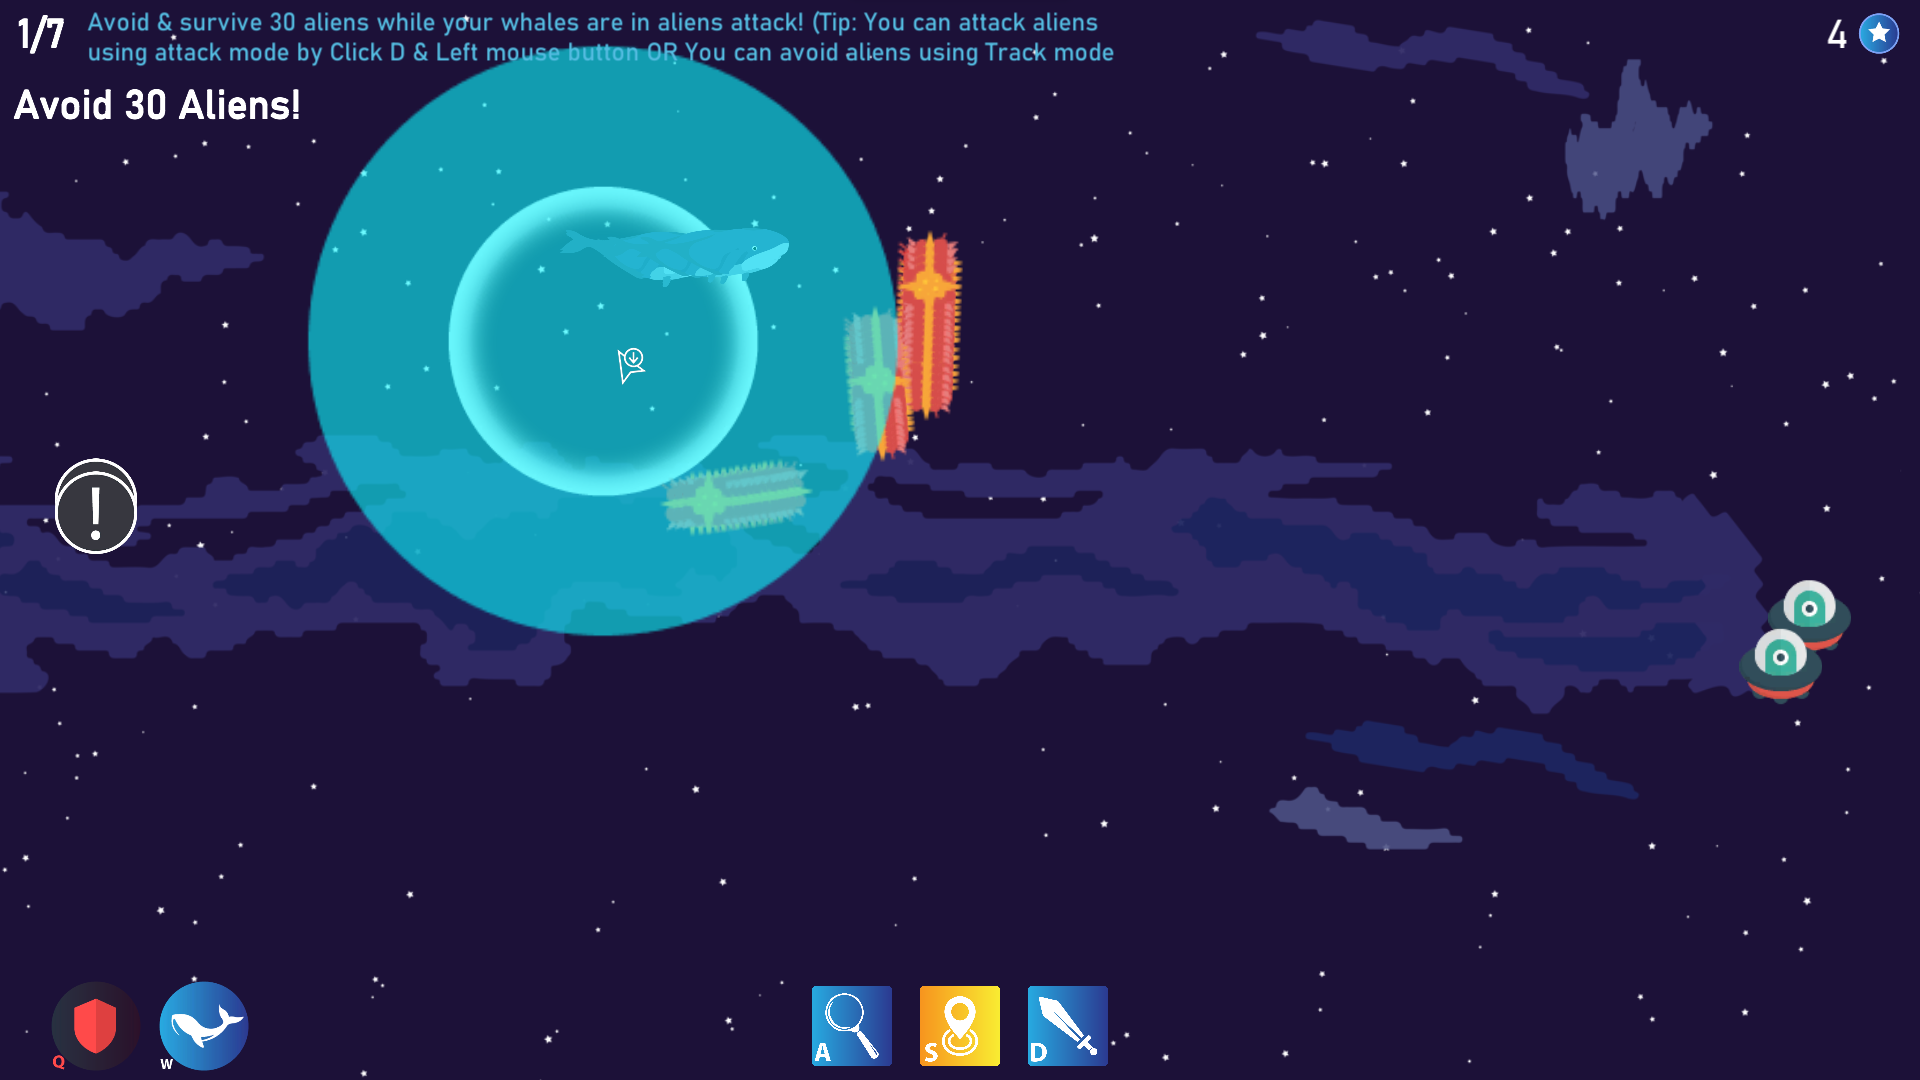 1/7
Avoid & survive 30 aliens while your whales are in aliens attack! (Tip: You can attack aliens
using attack mode by Click D & Left mouse button OR You can avoid aliens using Track mode
4
Avoid 30 Aliens!
!
Q
W
A
S
D